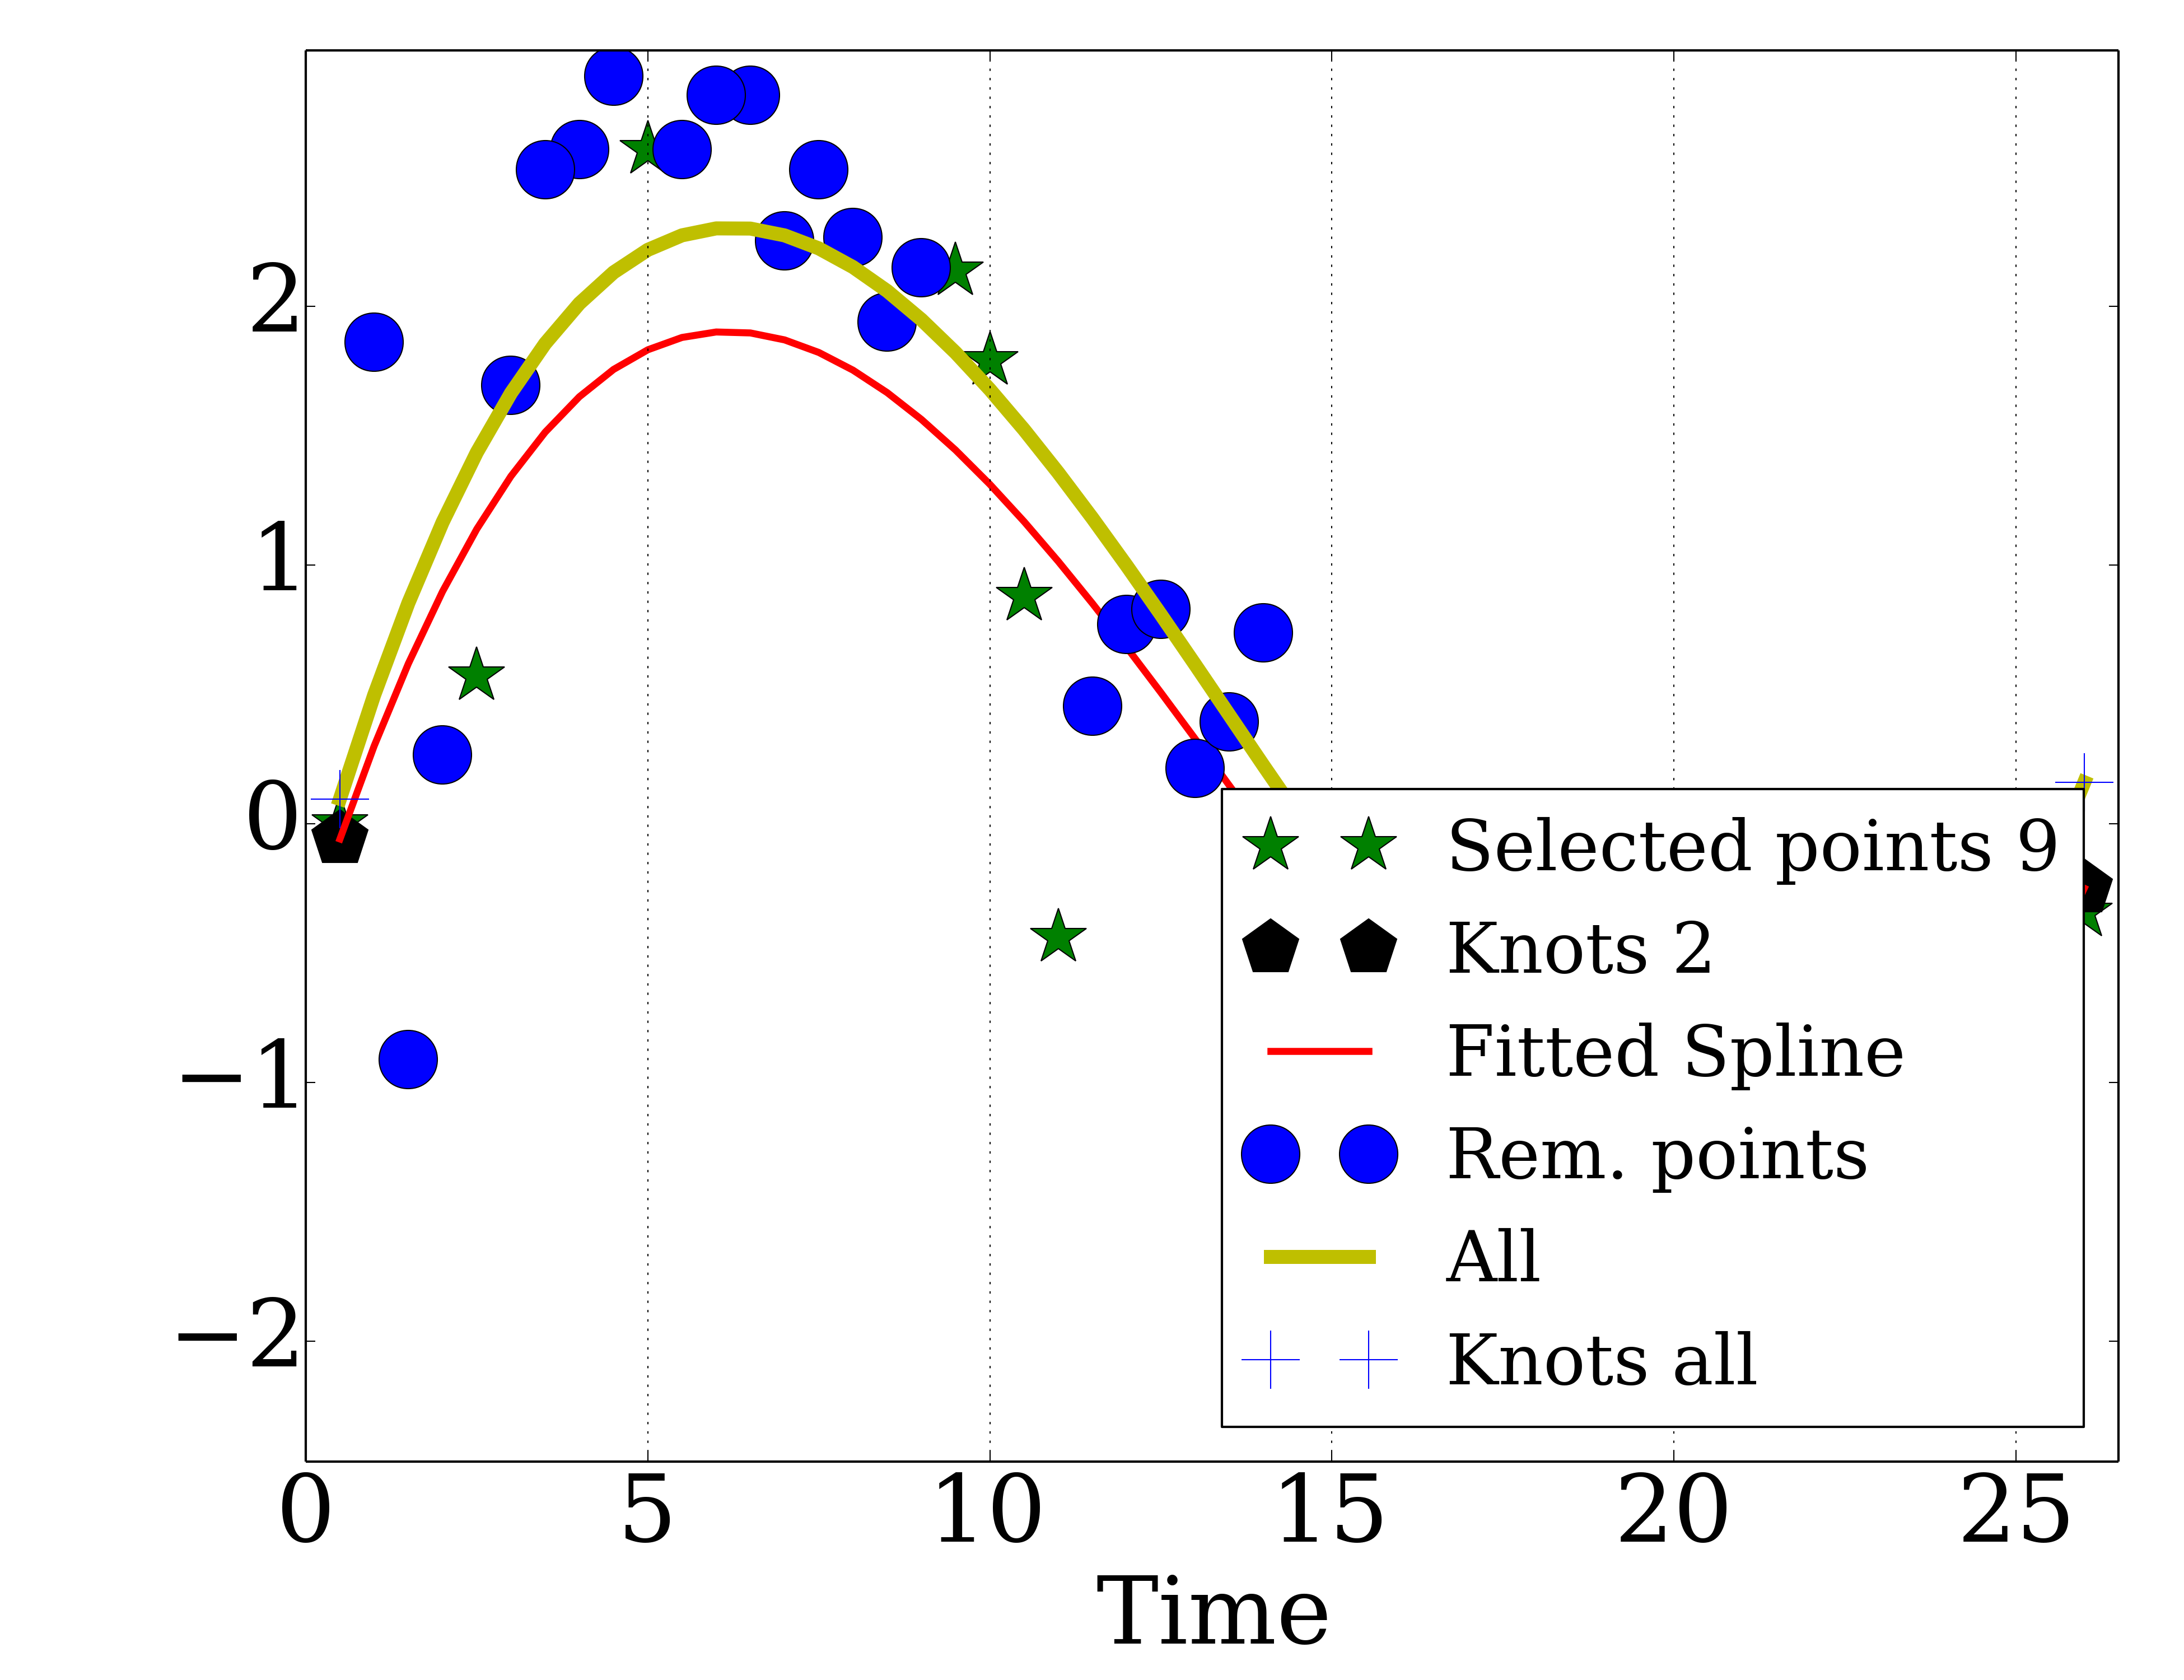 2
1
0
−1
−2
Selected points 9
Knots 2
Fitted Spline
Rem. points
All
Knots all
0 5 10 15 20 25
Time